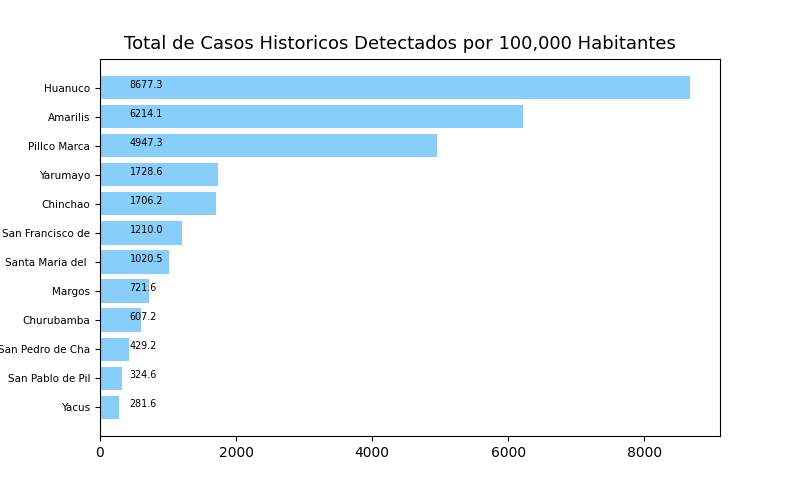 Total de Casos Historicos Detectados por 100,000 Habitantes
Huanuco 8677.3
Amarilis 6214.1
Pillco Marca 4947.3
Yarumayo 1728.6
Chinchao 1706.2
San Francisco de 1210.0
Santa Maria del 1020.5
Margos 721.6
Churubamba 607.2
San Pedro de Cha 429.2
San Pablo de Pil 324.6
Yacus 281.6
0 2000 4000 6000 8000